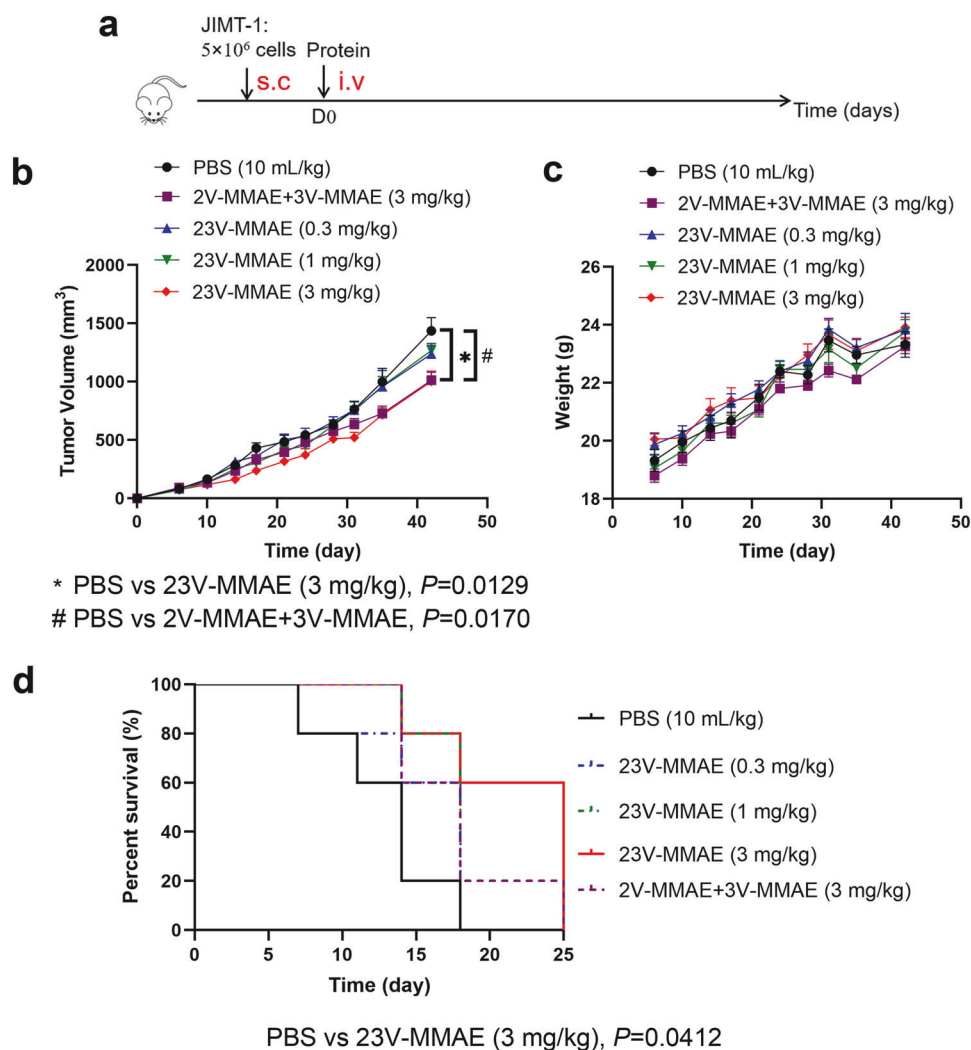 a
JIMT-1:
5×10⁶ cells Protein
s.c i.v
D0
Time (days)
b
PBS (10 mL/kg)
2V-MMAE+3V-MMAE (3 mg/kg)
23V-MMAE (0.3 mg/kg)
23V-MMAE (1 mg/kg)
23V-MMAE (3 mg/kg)
Tumor Volume (mm³)
2000
1500
1000
500
0
* #
0 10 20 30 40 50
Time (day)
* PBS vs 23V-MMAE (3 mg/kg), P=0.0129
# PBS vs 2V-MMAE+3V-MMAE, P=0.0170
c
PBS (10 mL/kg)
2V-MMAE+3V-MMAE (3 mg/kg)
23V-MMAE (0.3 mg/kg)
23V-MMAE (1 mg/kg)
23V-MMAE (3 mg/kg)
Weight (g)
26
24
22
20
18
0 10 20 30 40 50
Time (day)
d
Percent survival (%)
100
80
60
40
20
0
0 5 10 15 20 25
Time (day)
PBS (10 mL/kg)
23V-MMAE (0.3 mg/kg)
23V-MMAE (1 mg/kg)
23V-MMAE (3 mg/kg)
2V-MMAE+3V-MMAE (3 mg/kg)
PBS vs 23V-MMAE (3 mg/kg), P=0.0412